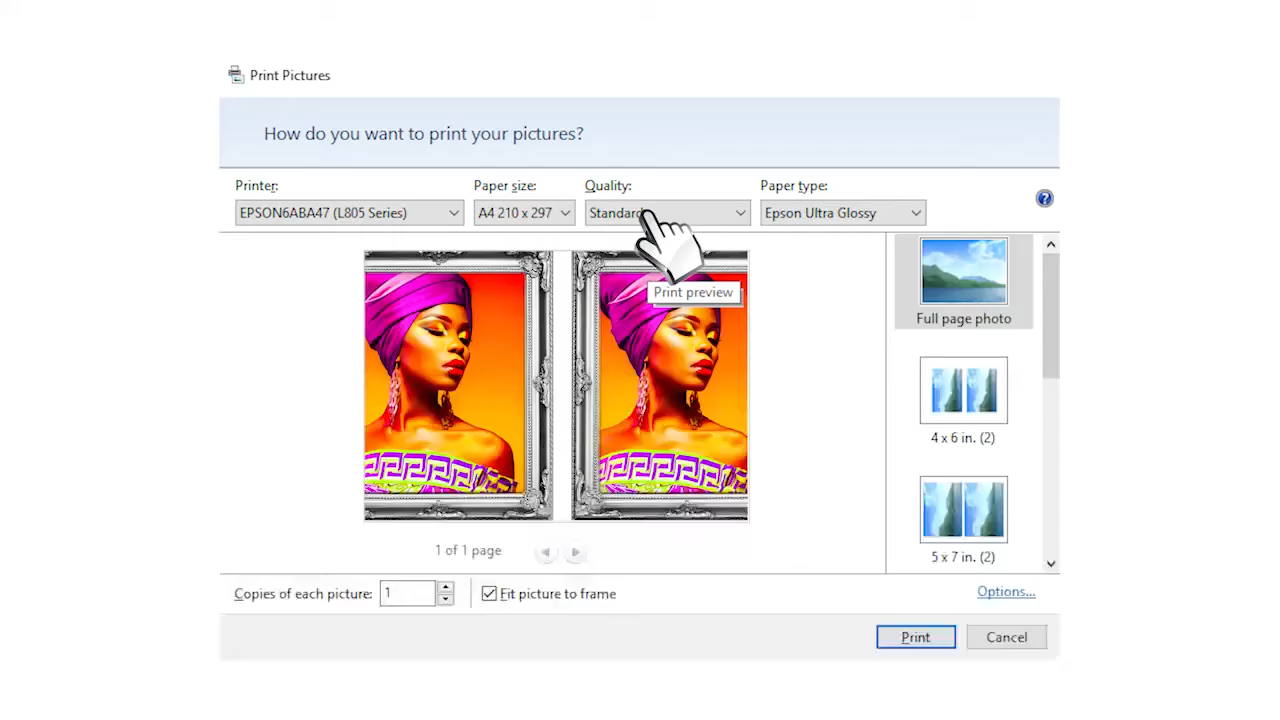 Print Pictures
How do you want to print your pictures?
Printer: Paper size: Quality: Paper type:
EPSON6ABA47 (L805 Series) A4 210 x 297 Standard Epson Ultra Glossy
Print preview
Full page photo
4 x 6 in. (2)
5 x 7 in. (2)
1 of 1 page
Copies of each picture: 1 Fit picture to frame Options...
Print Cancel